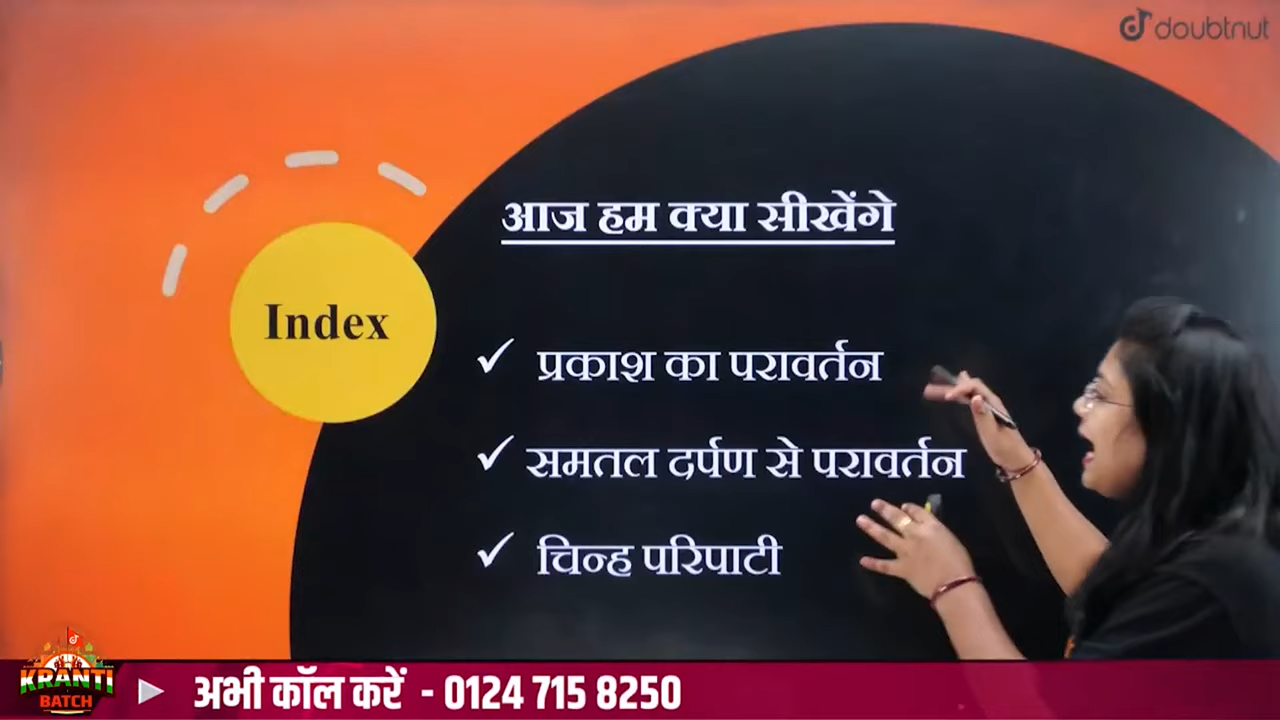 doubtnut
आज हम क्या सीखेंगे
Index
✓ प्रकाश का परावर्तन
✓ समतल दर्पण से परावर्तन
✓ चिन्ह परिपाटी
KRANTI
BATCH
अभी कॉल करें - 0124 715 8250